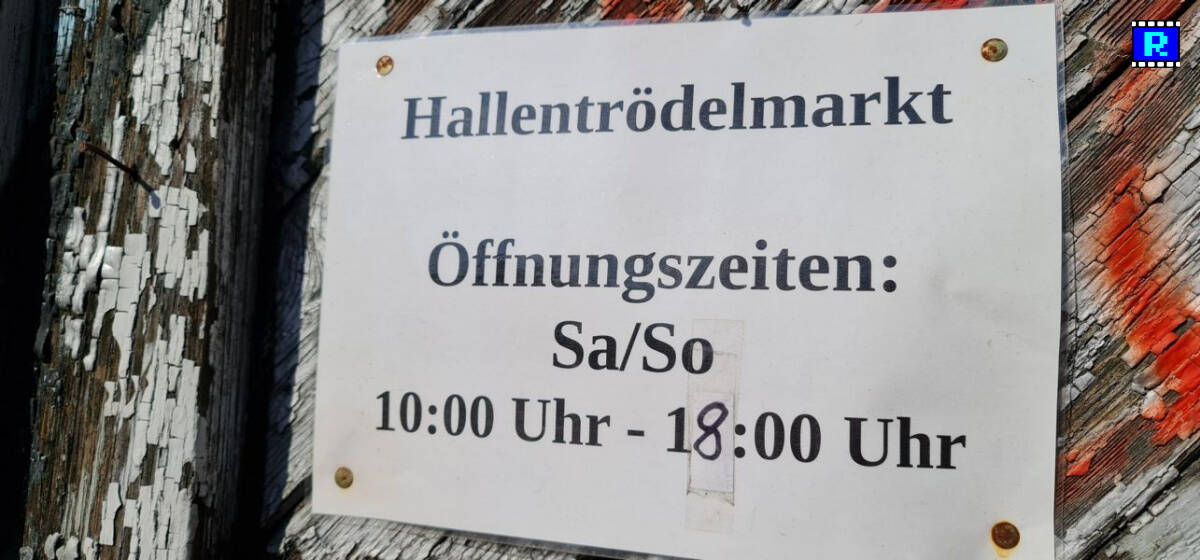 Hallentrödelmarkt
Öffnungszeiten:
Sa/So
10:00 Uhr - 18:00 Uhr
R